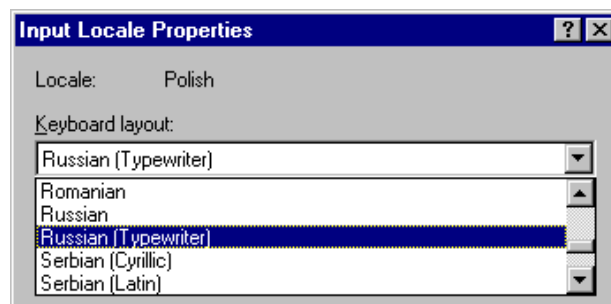 Input Locale Properties
Locale: Polish
Keyboard layout:
Russian (Typewriter)
Romanian
Russian
Russian (Typewriter)
Serbian (Cyrillic)
Serbian (Latin)